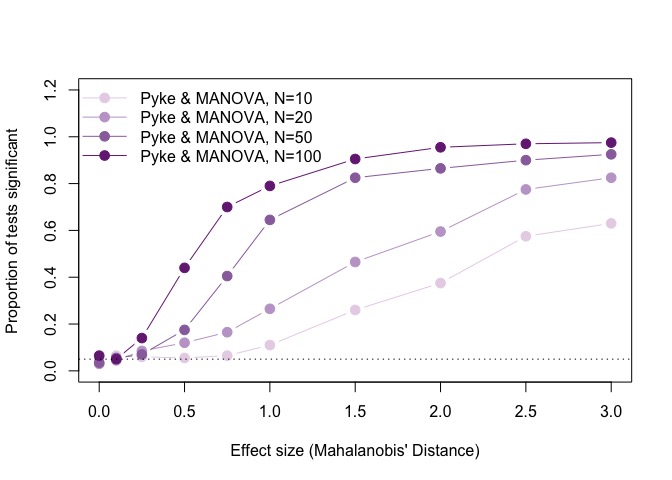 Pyke & MANOVA, N=10
Pyke & MANOVA, N=20
Pyke & MANOVA, N=50
Pyke & MANOVA, N=100
Proportion of tests significant
1.2
1.0
0.8
0.6
0.4
0.2
0.0
0.0 0.5 1.0 1.5 2.0 2.5 3.0
Effect size (Mahalanobis' Distance)